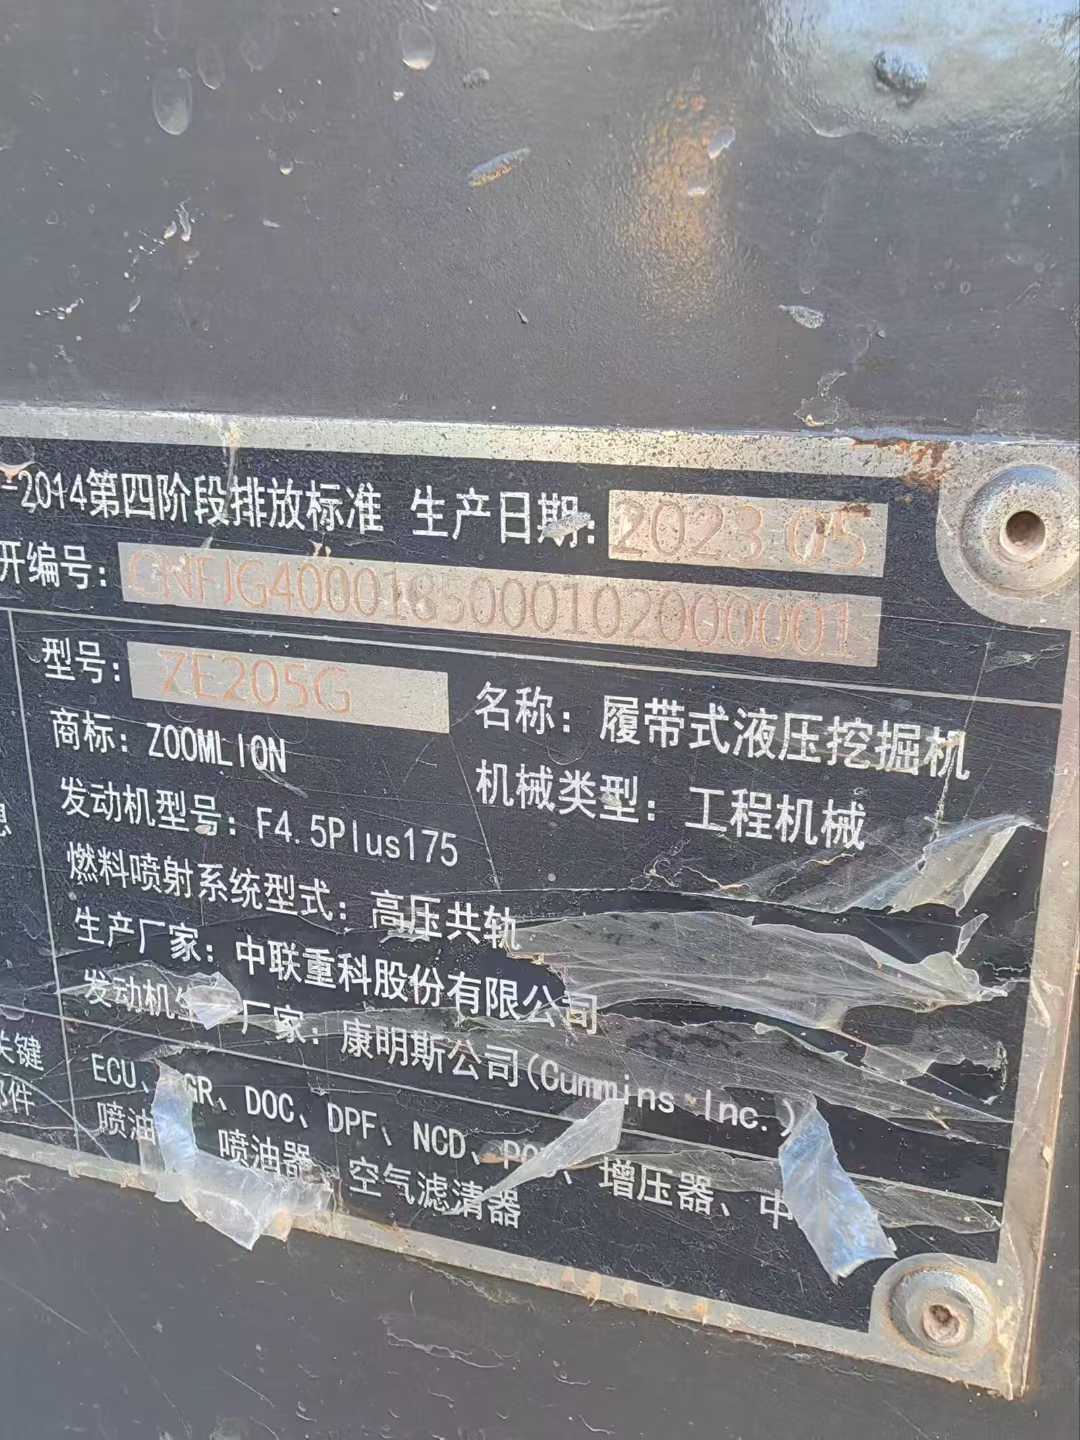 -2014第四阶段排放标准 生产日期: 2023 05
开编号: CNFJG4000185000102000001
型号: ZE205G
名称: 履带式液压挖掘机
商标: ZOOMLION
机械类型: 工程机械
发动机型号: F4.5Plus175
燃料喷射系统型式: 高压共轨
生产厂家: 中联重科股份有限公司
发动机 厂家: 康明斯公司(Cummins Inc.)
关键
部件
ECU、 GR、DOC、DPF、NCD、 增压器、中
喷油 喷油器 空气滤清器